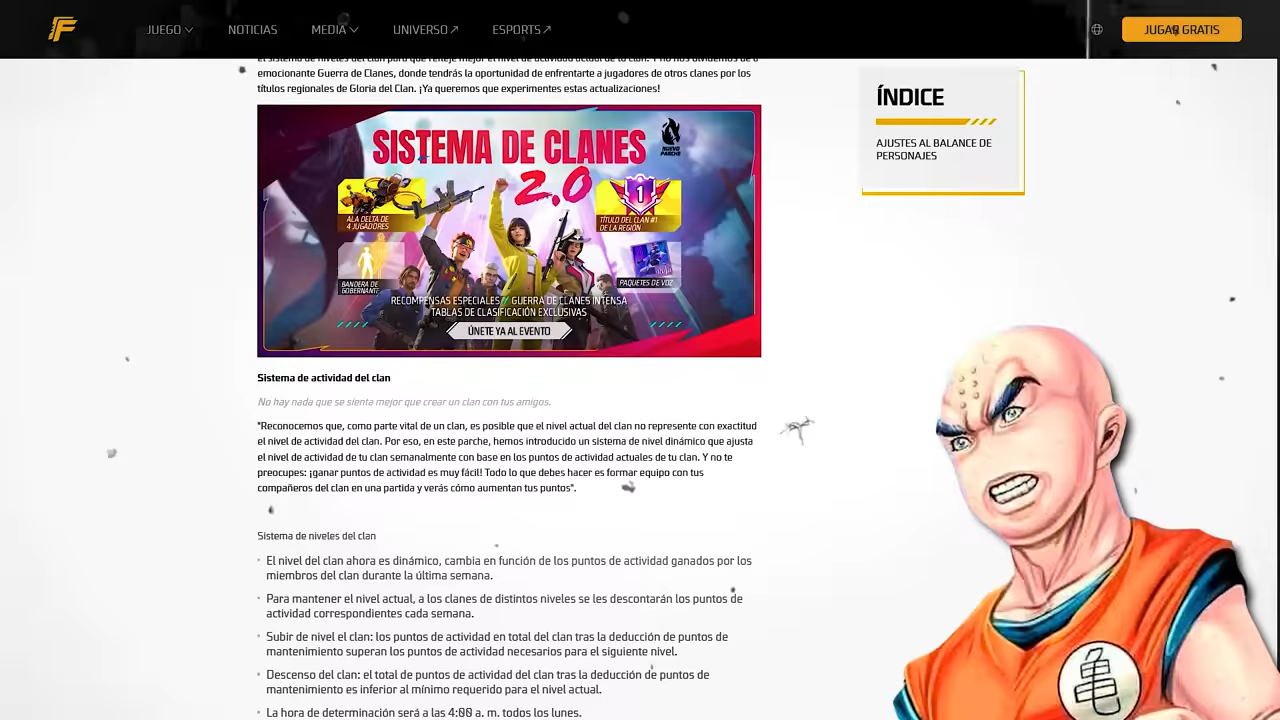 JUEGO
NOTICIAS
MEDIA
UNIVERSO
ESPORTS
JUGAR GRATIS
emocionante Guerra de Clanes, donde tendrás la oportunidad de enfrentarte a jugadores de otros clanes por los
títulos regionales de Gloria del Clan. ¡Ya queremos que experimentes estas actualizaciones!
ÍNDICE
AJUSTES AL BALANCE DE
PERSONAJES
SISTEMA DE CLANES
2.0
NUEVO
PARCHE
ALA DELTA DE
4 JUGADORES
TÍTULO DEL CLAN #1
DE LA REGIÓN
BANDERA DE
GOBERNANTE
PAQUETES DE VOZ
RECOMPENSAS ESPECIALES // GUERRA DE CLANES INTENSA
TABLAS DE CLASIFICACIÓN EXCLUSIVAS
ÚNETE YA AL EVENTO
Sistema de actividad del clan
No hay nada que se sienta mejor que crear un clan con tus amigos.
"Reconocemos que, como parte vital de un clan, es posible que el nivel actual del clan no represente con exactitud
el nivel de actividad del clan. Por eso, en este parche, hemos introducido un sistema de nivel dinámico que ajusta
el nivel de actividad de tu clan semanalmente con base en los puntos de actividad actuales de tu clan. Y no te
preocupes: ¡ganar puntos de actividad es muy fácil! Todo lo que debes hacer es formar equipo con tus
compañeros del clan en una partida y verás cómo aumentan tus puntos".
Sistema de niveles del clan
El nivel del clan ahora es dinámico, cambia en función de los puntos de actividad ganados por los
miembros del clan durante la última semana.
Para mantener el nivel actual, a los clanes de distintos niveles se les descontarán los puntos de
actividad correspondientes cada semana.
Subir de nivel el clan: los puntos de actividad en total del clan tras la deducción de puntos de
mantenimiento superan los puntos de actividad necesarios para el siguiente nivel.
Descenso del clan: el total de puntos de actividad del clan tras la deducción de puntos de
mantenimiento es inferior al mínimo requerido para el nivel actual.
La hora de determinación será a las 4:00 a. m. todos los lunes.
亀